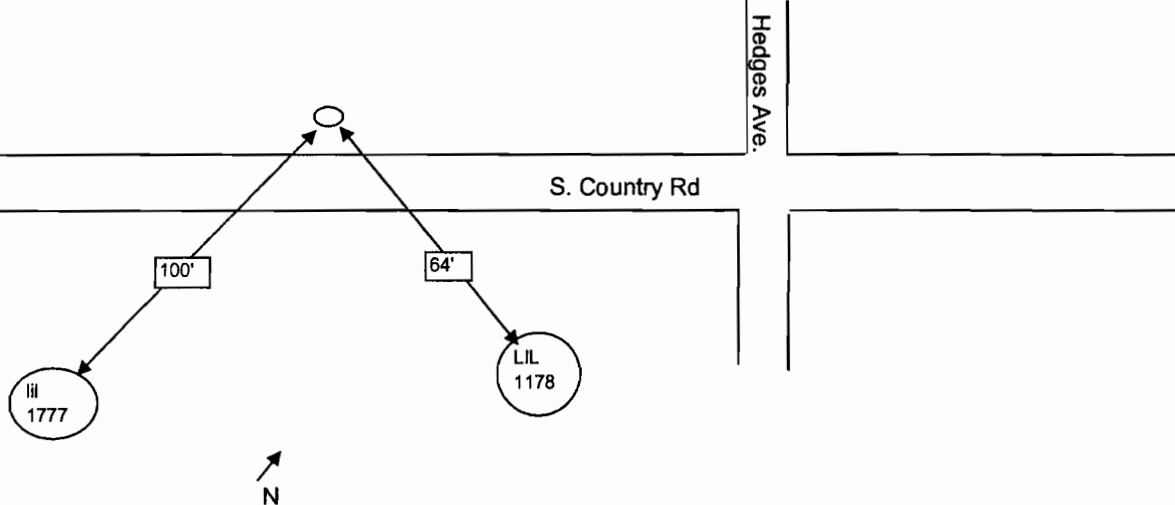 Hedges Ave.
S. Country Rd
100'
64'
LIL
1178
lil
1777
N